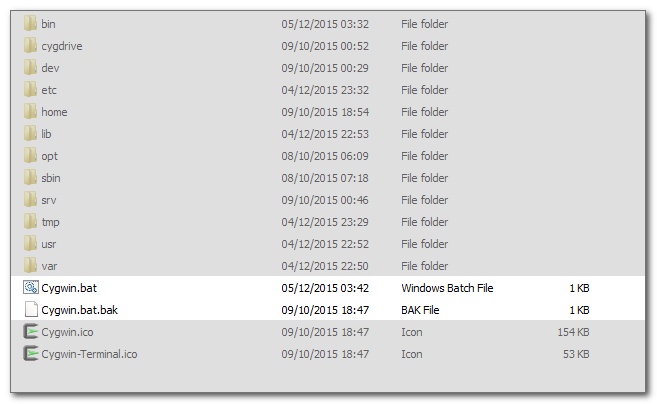 bin 05/12/2015 03:32 File folder
cygdrive 09/10/2015 00:52 File folder
dev 09/10/2015 00:29 File folder
etc 04/12/2015 23:32 File folder
home 09/10/2015 18:54 File folder
lib 04/12/2015 22:53 File folder
opt 08/10/2015 06:09 File folder
sbin 08/10/2015 07:18 File folder
srv 09/10/2015 00:46 File folder
tmp 04/12/2015 23:29 File folder
usr 04/12/2015 22:52 File folder
var 04/12/2015 22:50 File folder
Cygwin.bat 05/12/2015 03:42 Windows Batch File 1 KB
Cygwin.bat.bak 09/10/2015 18:47 BAK File 1 KB
Cygwin.ico 09/10/2015 18:47 Icon 154 KB
Cygwin-Terminal.ico 09/10/2015 18:47 Icon 53 KB